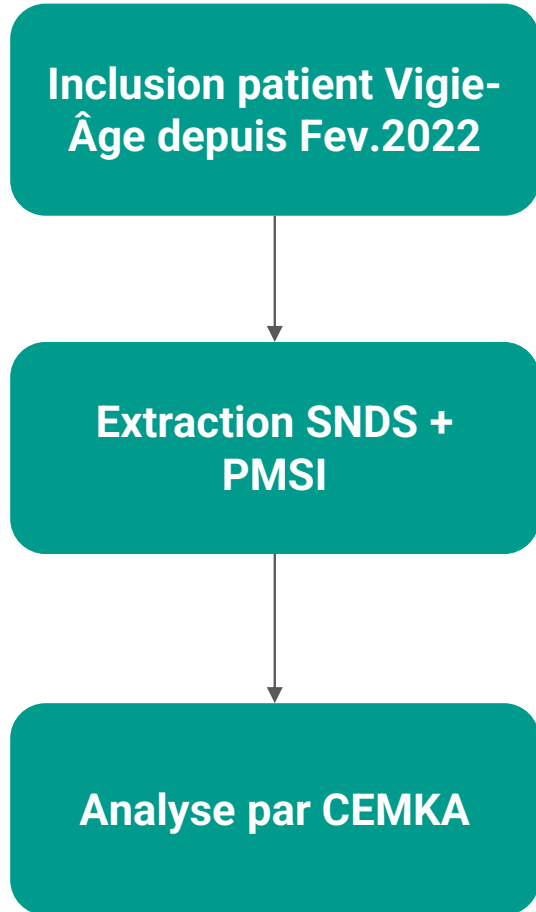 Inclusion patient Vigie-
Âge depuis Fev.2022
Extraction SNDS +
PMSI
Analyse par CEMKA